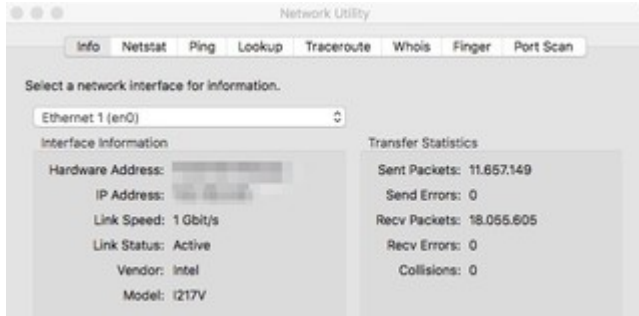 Network Utility
Info Netstat Ping Lookup Traceroute Whois Finger Port Scan
Select a network interface for information.
Ethernet 1 (en0)
Interface Information
Hardware Address:
IP Address:
Link Speed: 1 Gbit/s
Link Status: Active
Vendor: Intel
Model: I217V
Transfer Statistics
Sent Packets: 11.657.149
Send Errors: 0
Recv Packets: 18.055.605
Recv Errors: 0
Collisions: 0